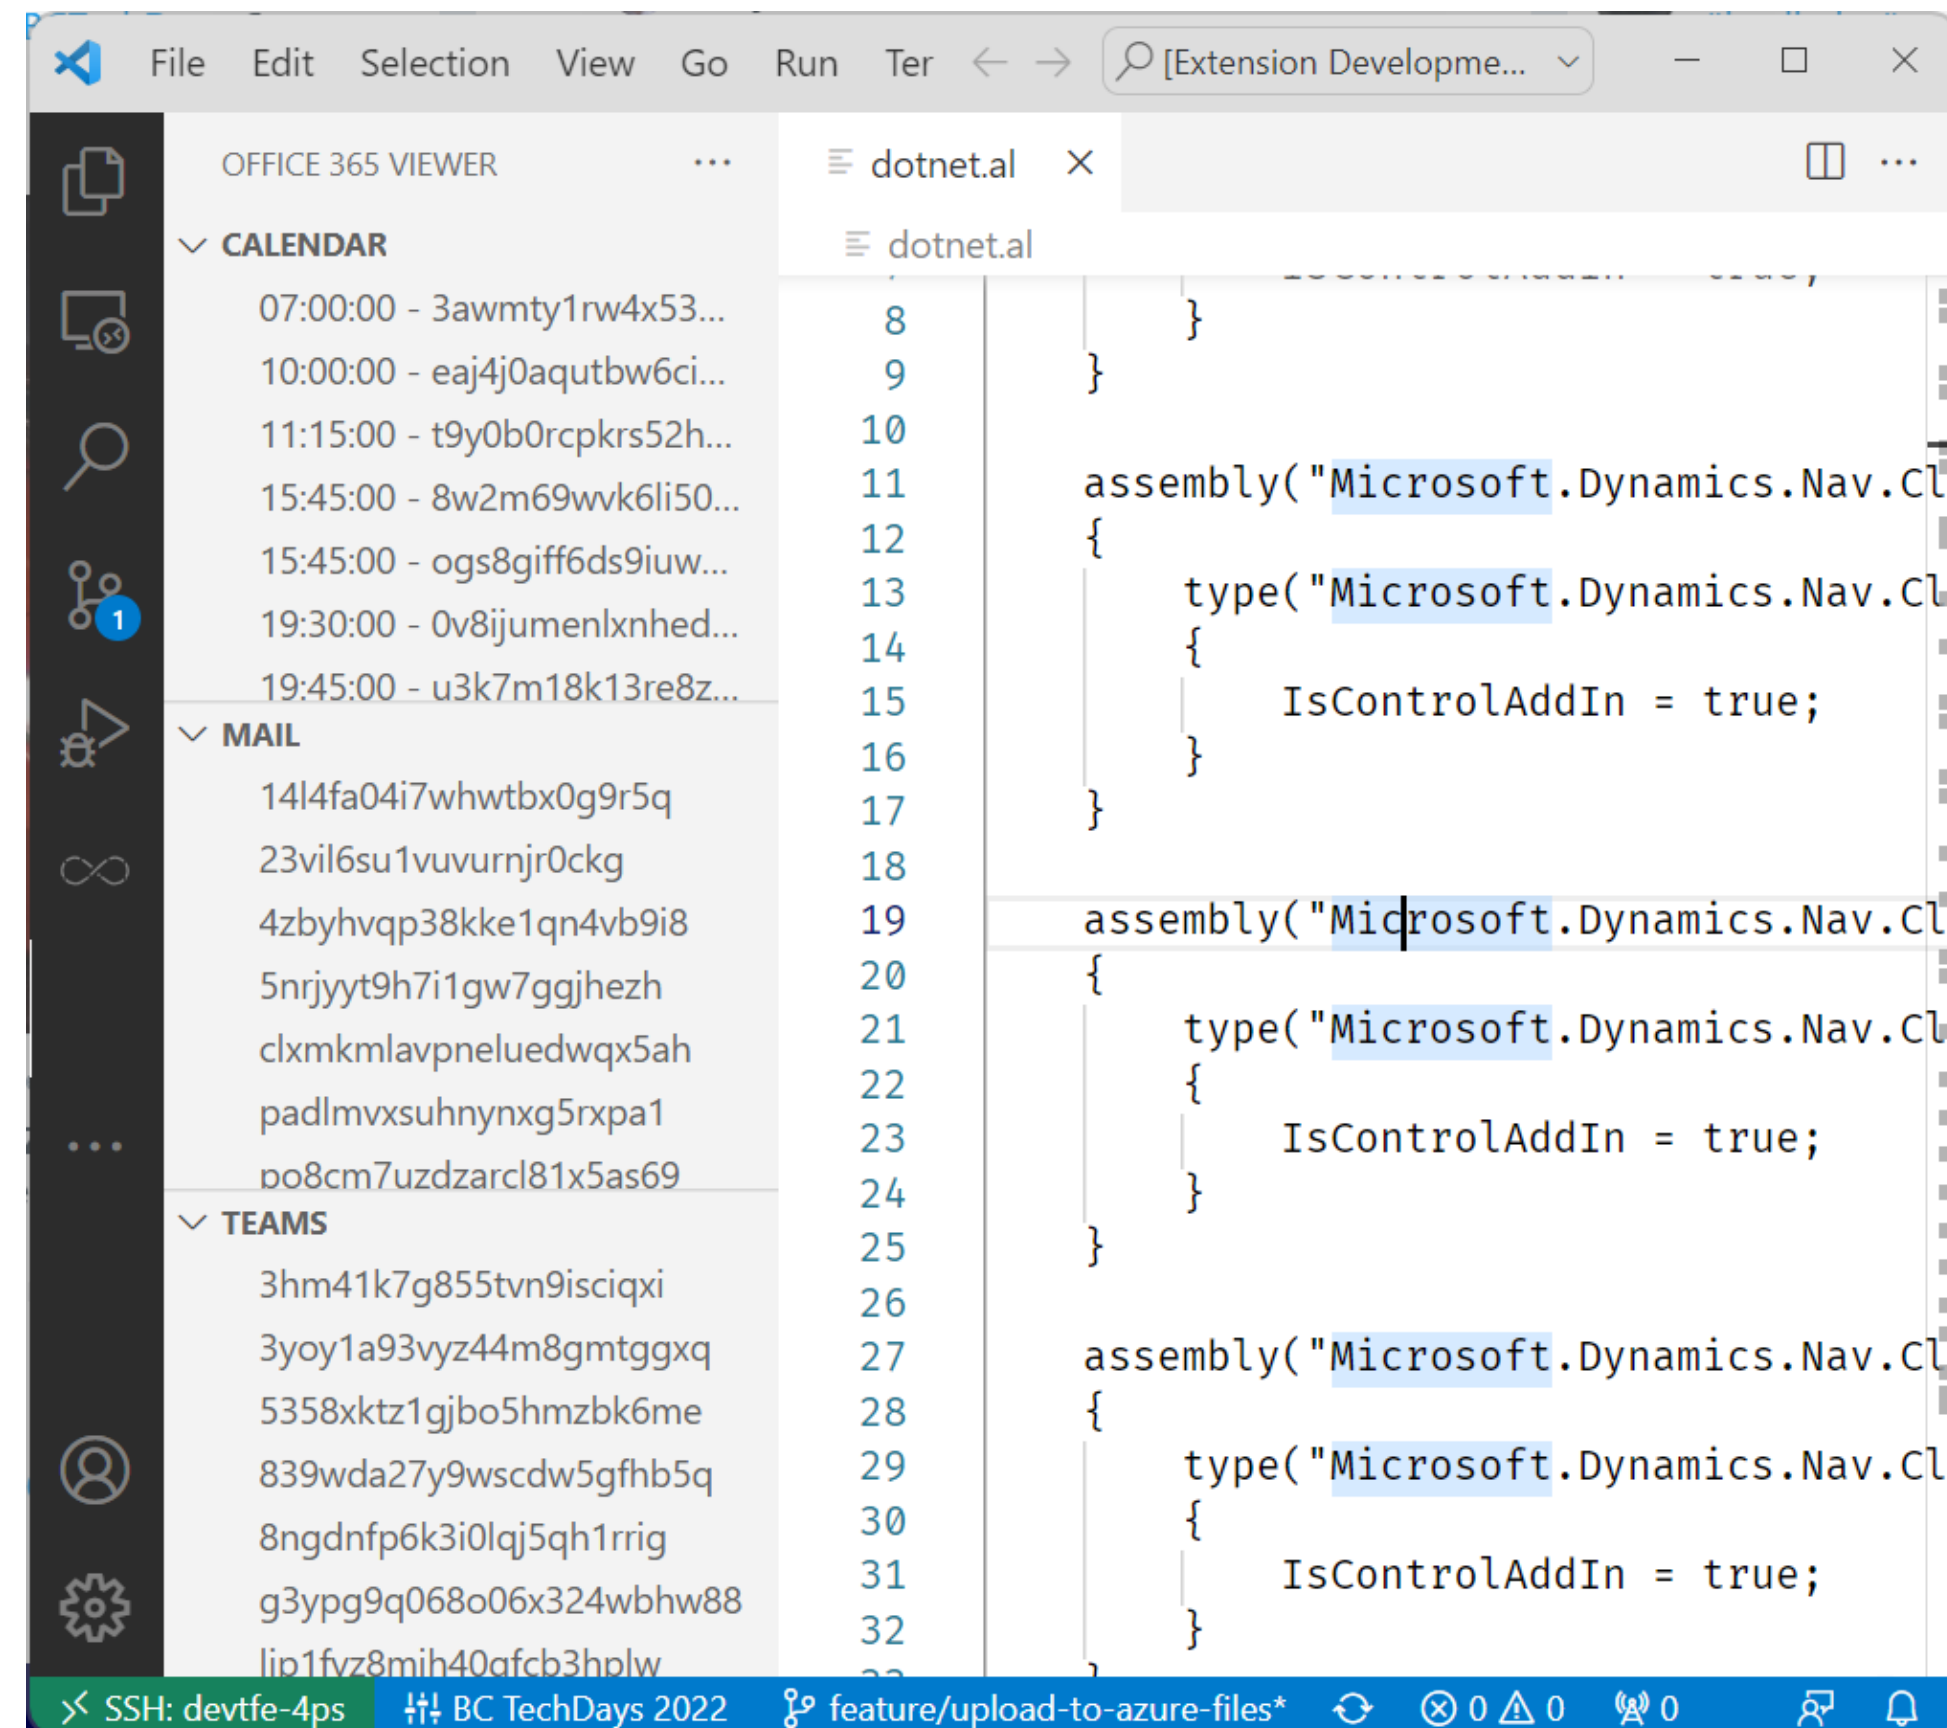 File Edit Selection View Go Run Ter [Extension Developme...
OFFICE 365 VIEWER
CALENDAR
07:00:00 - 3awmty1rw4x53...
10:00:00 - eaj4j0aqutbw6ci...
11:15:00 - t9y0b0rcpkrs52h...
15:45:00 - 8w2m69wvk6li50...
15:45:00 - ogs8giff6ds9iuw...
19:30:00 - 0v8ijumenlxnhed...
19:45:00 - u3k7m18k13re8z...
MAIL
14l4fa04i7whwtbx0g9r5q
23vil6su1vuvurnjr0ckg
4zbyhvqp38kke1qn4vb9i8
5nrjyyt9h7i1gw7ggjhezh
clxmkmlavpneluedwqx5ah
padlmvxsuhnynxg5rxpa1
po8cm7uzdzarcl81x5as69
TEAMS
3hm41k7g855tvn9isciqxi
3yoy1a93vyz44m8gmtggxq
5358xktz1gjbo5hmzbk6me
839wda27y9wscdw5gfhb5q
8ngdnfp6k3i0lqj5qh1rrig
g3ypg9q068o06x324wbhw88
1
dotnet.al
dotnet.al
IsControlAddIn = true;
8 }
9 }
10
11 assembly("Microsoft.Dynamics.Nav.Cl
12 {
13 type("Microsoft.Dynamics.Nav.Cl
14 {
15 IsControlAddIn = true;
16 }
17 }
18
19 assembly("Microsoft.Dynamics.Nav.Cl
20 {
21 type("Microsoft.Dynamics.Nav.Cl
22 {
23 IsControlAddIn = true;
24 }
25 }
26
27 assembly("Microsoft.Dynamics.Nav.Cl
28 {
29 type("Microsoft.Dynamics.Nav.Cl
30 {
31 IsControlAddIn = true;
32 }
SSH: devtfe-4ps BC TechDays 2022 feature/upload-to-azure-files* 0 0 0